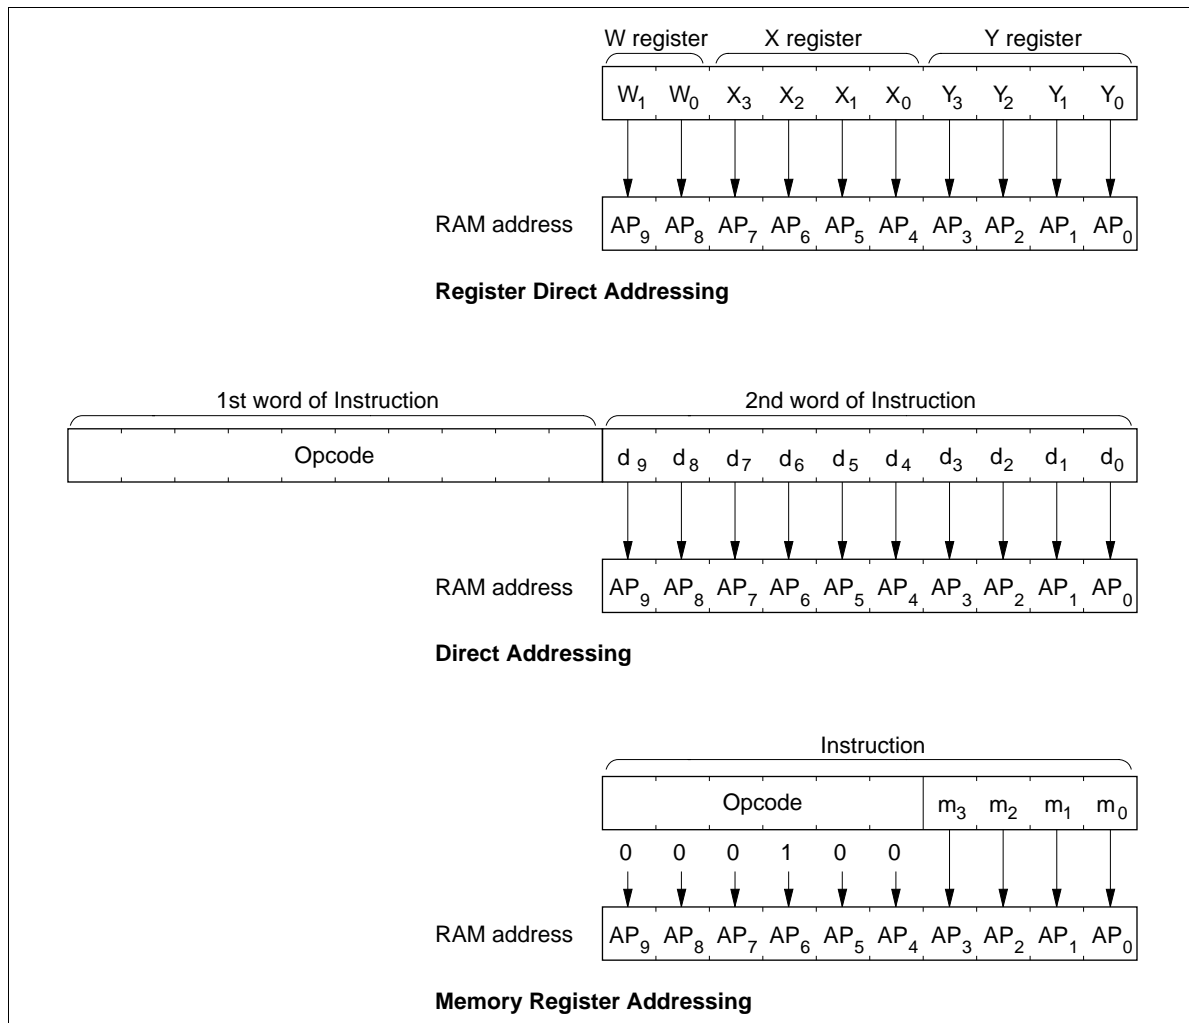 W register X register Y register
W1 W0 X3 X2 X1 X0 Y3 Y2 Y1 Y0
RAM address AP9 AP8 AP7 AP6 AP5 AP4 AP3 AP2 AP1 AP0
Register Direct Addressing
1st word of Instruction 2nd word of Instruction
Opcode d9 d8 d7 d6 d5 d4 d3 d2 d1 d0
RAM address AP9 AP8 AP7 AP6 AP5 AP4 AP3 AP2 AP1 AP0
Direct Addressing
Instruction
Opcode m3 m2 m1 m0
0 0 0 1 0 0
RAM address AP9 AP8 AP7 AP6 AP5 AP4 AP3 AP2 AP1 AP0
Memory Register Addressing